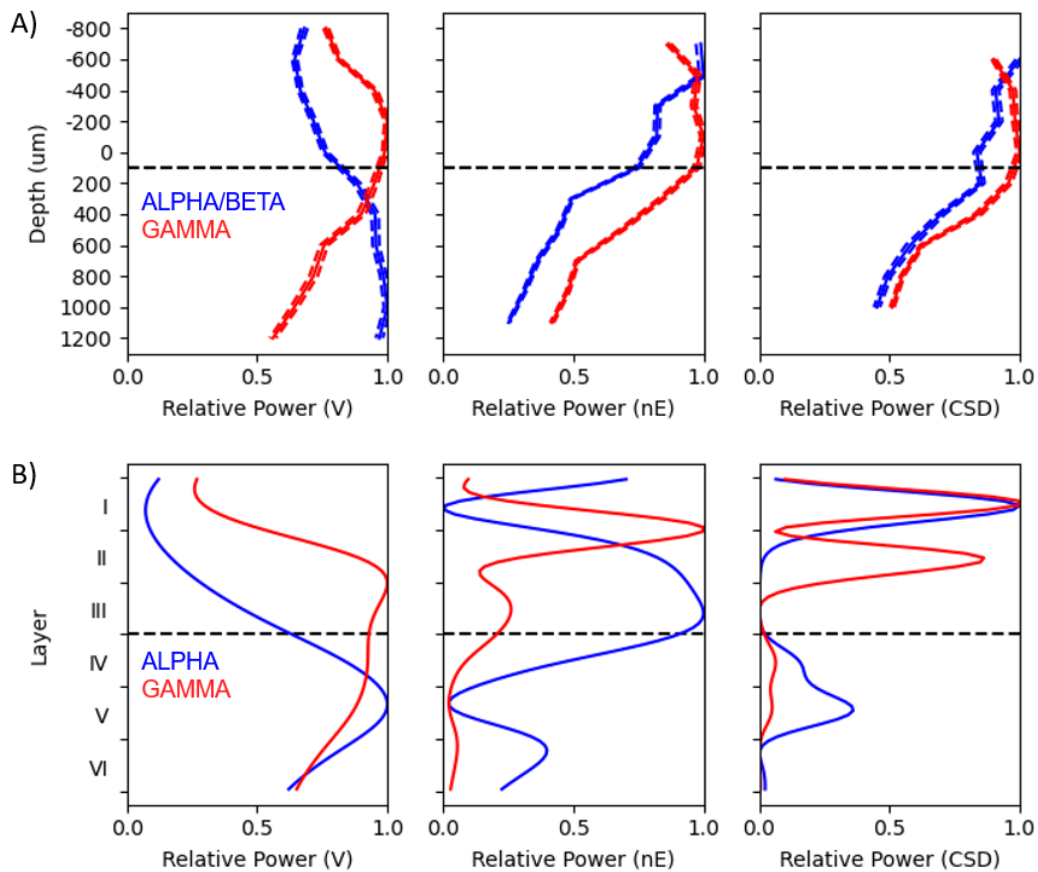 A)
-800
-600
-400
-200
0
200
400
600
800
1000
1200
Depth (um)
ALPHA/BETA
GAMMA
0.0 0.5 1.0
0.0 0.5 1.0
0.0 0.5 1.0
Relative Power (V)
Relative Power (nE)
Relative Power (CSD)
B)
I
II
III
IV
V
VI
Layer
ALPHA
GAMMA
0.0 0.5 1.0
0.0 0.5 1.0
0.0 0.5 1.0
Relative Power (V)
Relative Power (nE)
Relative Power (CSD)